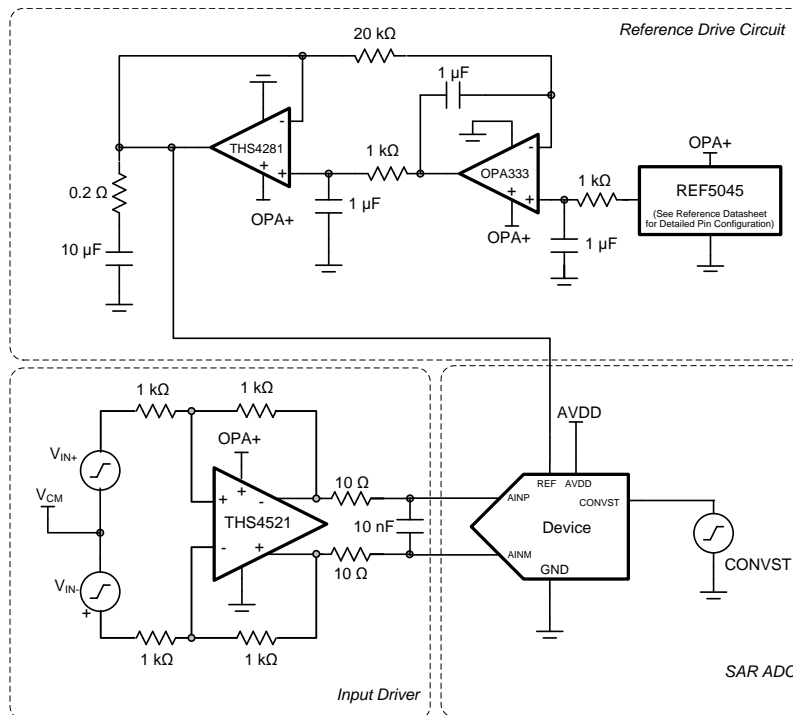 Reference Drive Circuit
20 kΩ
1 µF
THS4281
-
+
+
OPA+
1 kΩ
1 µF
OPA333
-
+
+
OPA+
1 kΩ
1 µF
OPA+
REF5045
(See Reference Datasheet
for Detailed Pin Configuration)
0.2 Ω
10 µF
1 kΩ
1 kΩ
OPA+
VIN+
VCM
VIN-
+
+
+
-
-
+
THS4521
10 Ω
10 nF
10 Ω
1 kΩ
1 kΩ
Input Driver
AVDD
REF
AVDD
CONVST
AINP
Device
AINM
GND
CONVST
SAR ADC